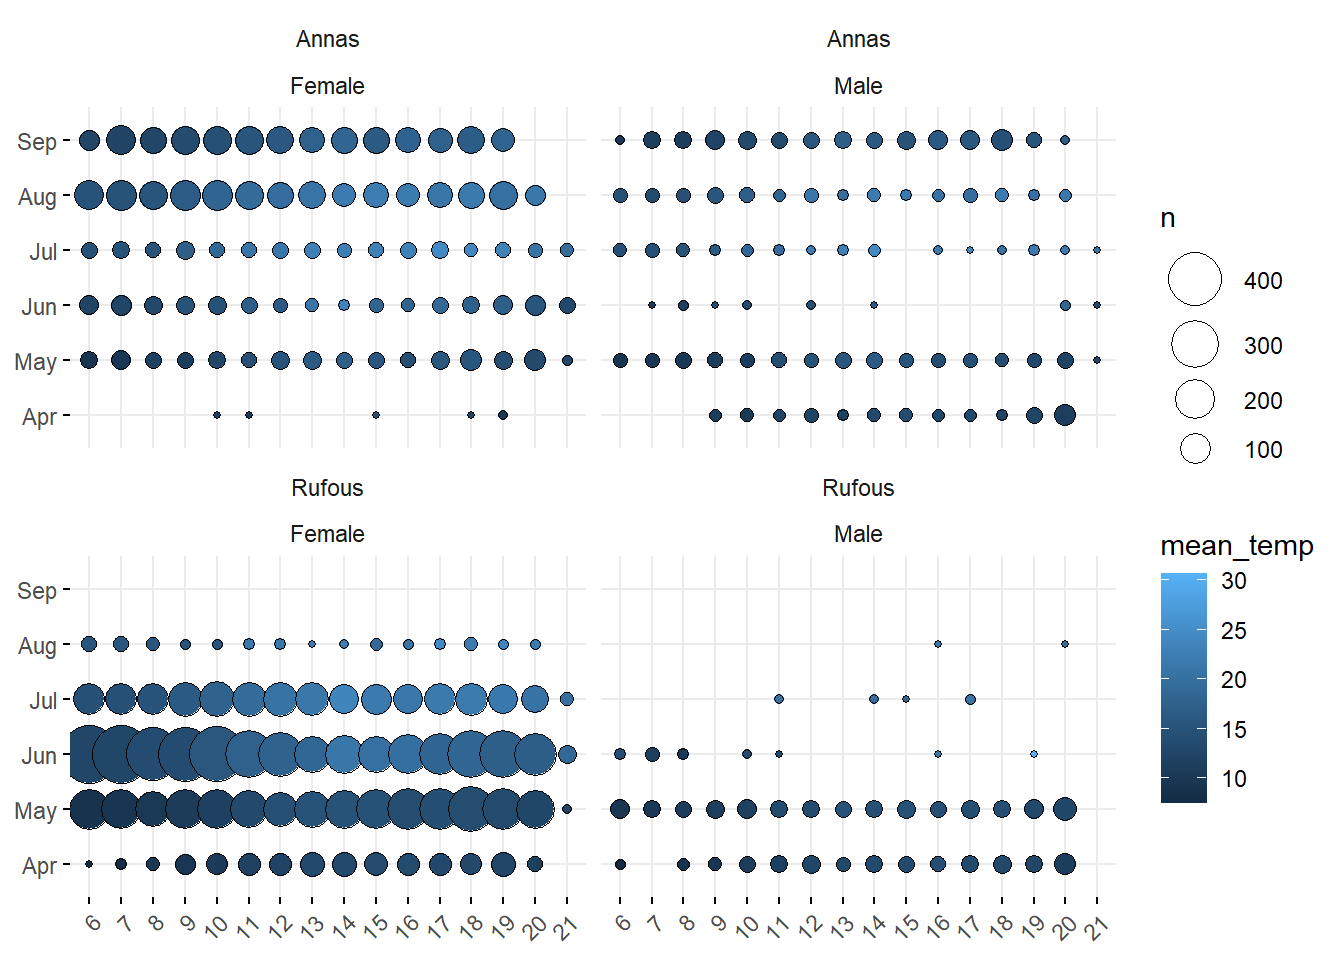 Annas
Annas
Female
Male
Sep
Aug
Jul
Jun
May
Apr
n
400
300
200
100
Rufous
Rufous
Female
Male
Sep
Aug
Jul
Jun
May
Apr
mean_temp
30
25
20
15
10
6 7 8 9 10 11 12 13 14 15 16 17 18 19 20 21
6 7 8 9 10 11 12 13 14 15 16 17 18 19 20 21